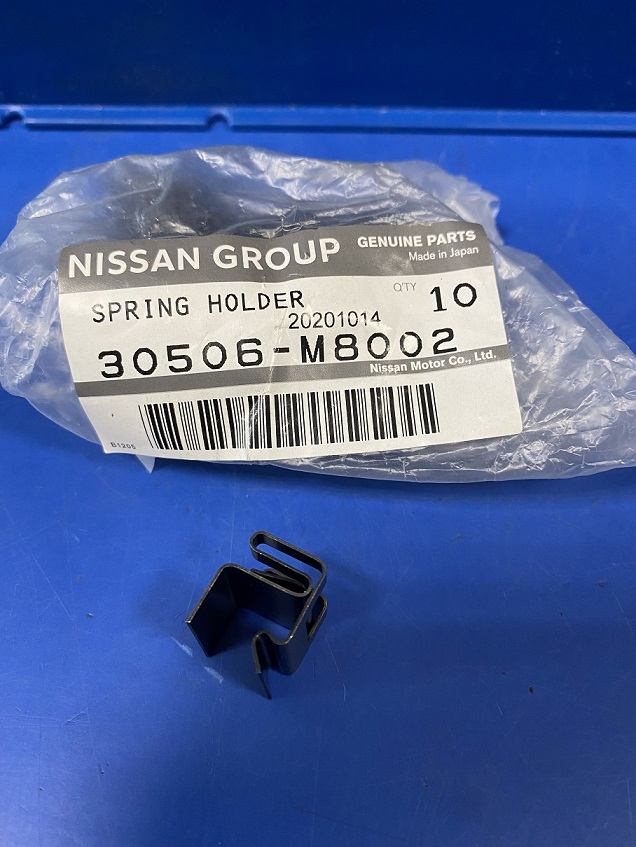 NISSAN GROUP GENUINE PARTS
Made in Japan
SPRING HOLDER Q'TY 10
20201014
30506-M8002
Nissan Motor Co., Ltd.
B1205